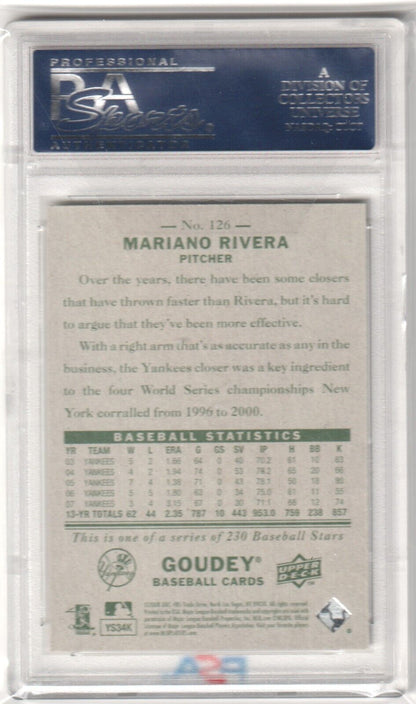 PROFESSIONAL
PSA
Sports
AUTHENTICATOR
A
DIVISION OF
COLLECTORS
UNIVERSE
NASDAQ: CLCT
— No. 126 —
MARIANO RIVERA
PITCHER
Over the years, there have been some closers
that have thrown faster than Rivera, but it's hard
to argue that they've been more effective.
With a right arm that's as accurate as any in the
business, the Yankees closer was a key ingredient
to the four World Series championships New
York corralled from 1996 to 2000.
BASEBALL STATISTICS
YR TEAM W L ERA G GS SV IP H BB K
03 YANKEES 5 2 1.66 64 0 40 70.2 61 10 63
04 YANKEES 4 2 1.94 74 0 53 78.2 65 20 66
05 YANKEES 7 4 1.38 71 0 43 78.1 50 18 80
06 YANKEES 5 5 1.80 63 0 34 75.0 61 11 55
07 YANKEES 3 4 3.15 67 0 30 71.1 68 12 74
13-YR TOTALS 62 44 2.35 787 10 443 953.0 759 238 857
This is one of a series of 230 Baseball Stars
GOUDEY®
BASEBALL CARDS
UPPER
DECK
YS34K
PSA